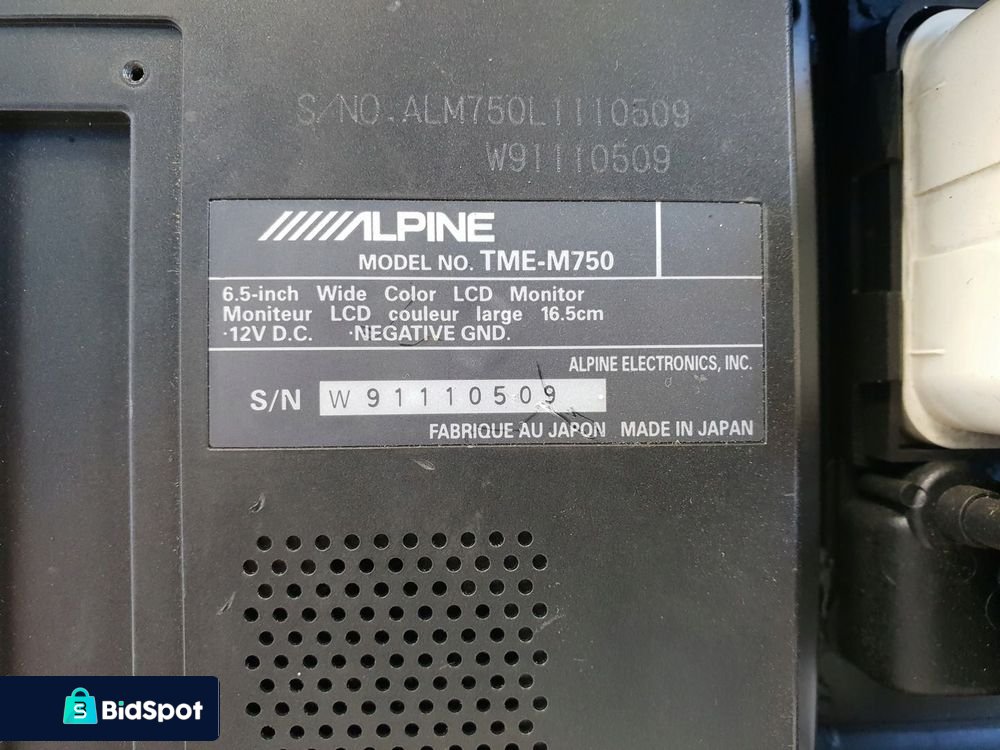 S/NO. ALM750L1110509
W91110509
ALPINE
MODEL NO. TME-M750
6.5-inch Wide Color LCD Monitor
Moniteur LCD couleur large 16.5cm
·12V D.C. ·NEGATIVE GND.
ALPINE ELECTRONICS, INC.
S/N W91110509
FABRIQUE AU JAPON MADE IN JAPAN
BidSpot